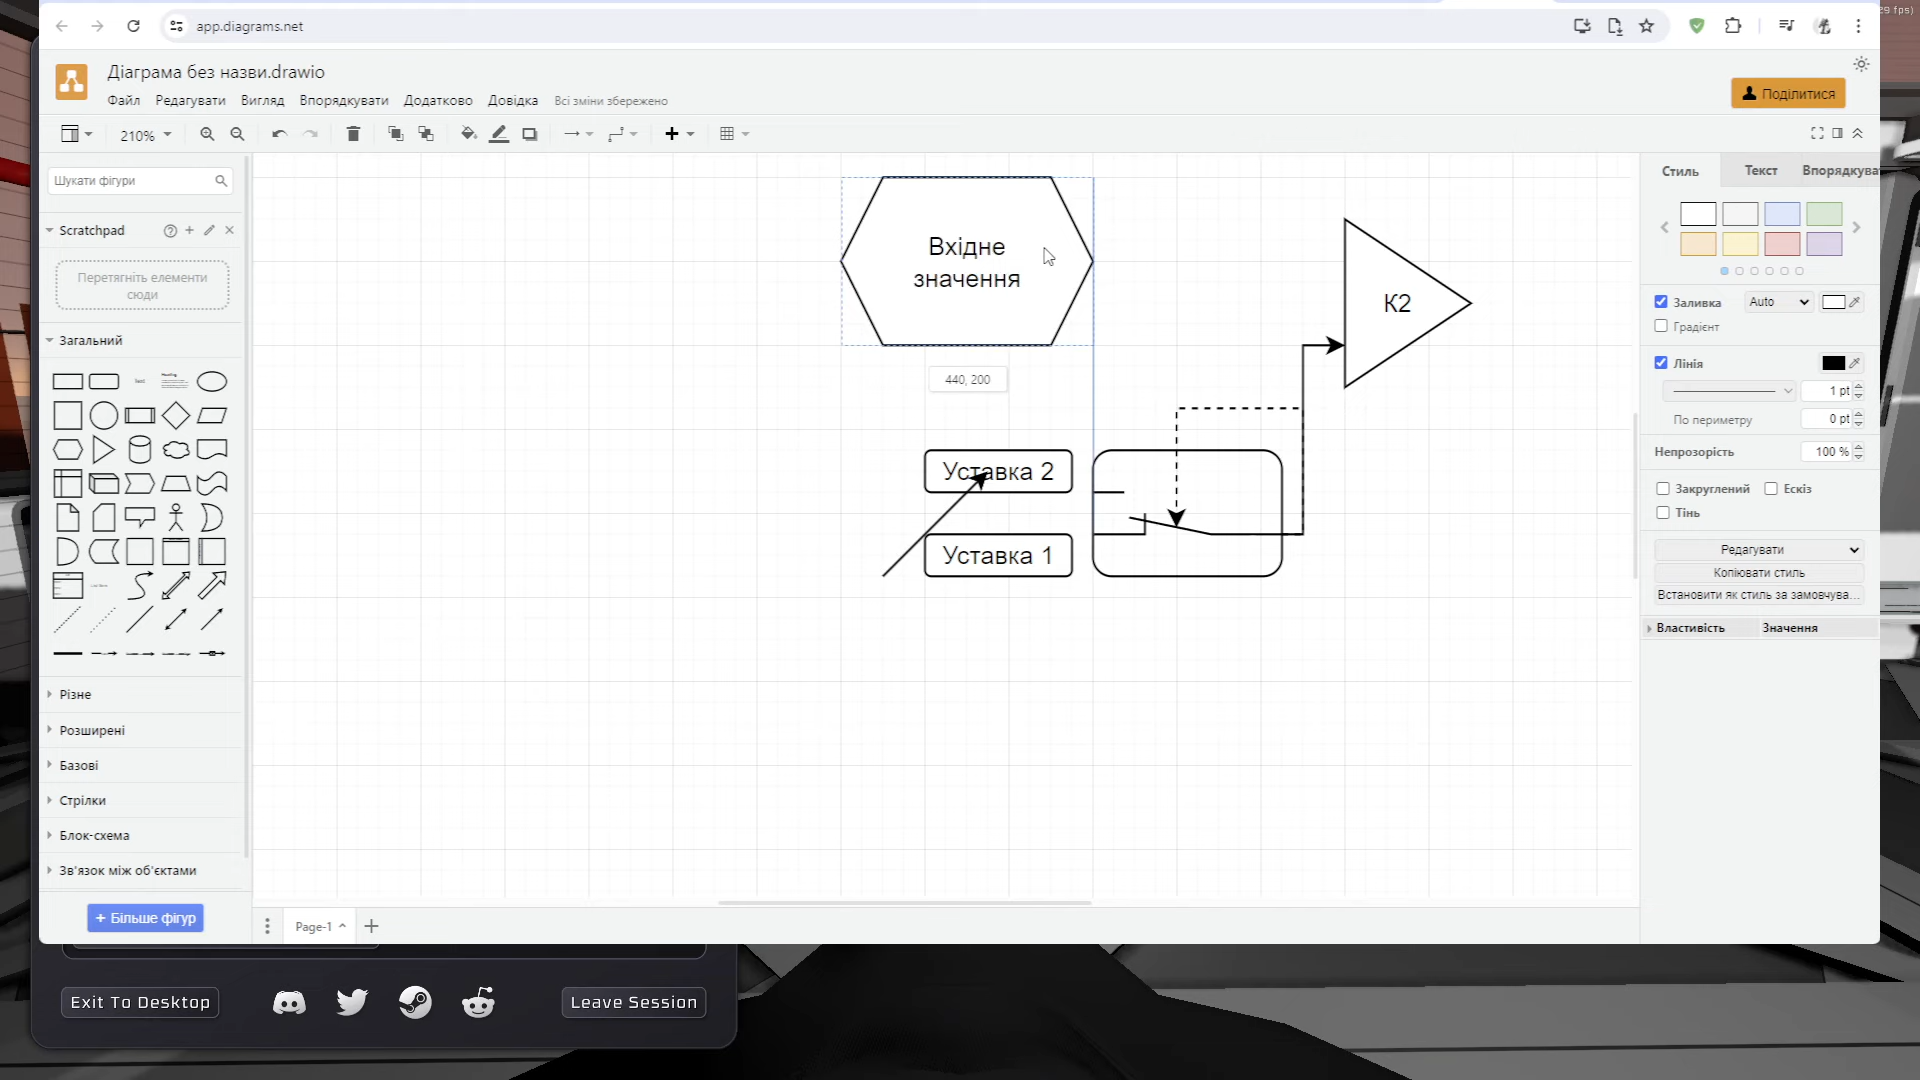 29 fps)
app.diagrams.net
Діаграма без назви.drawio
Файл Редагувати Вигляд Впорядкувати Додатково Довідка Всі зміни збережено
Поділитися
210%
Шукати фігури
Scratchpad
Перетягніть елементи
сюди
Загальний
Text
Heading
Різне
Розширені
Базові
Стрілки
Блок-схема
Зв'язок між об'єктами
+ Більше фігур
Вхідне
значення
440, 200
К2
Уставка 2
Уставка 1
Page-1
Стиль Текст Впорядкува
Заливка Auto
Градієнт
Лінія
1 pt
По периметру 0 pt
Непрозорість 100 %
Закруглений Ескіз
Тінь
Редагувати
Копіювати стиль
Встановити як стиль за замовчува...
Властивість Значення
Exit To Desktop
Leave Session